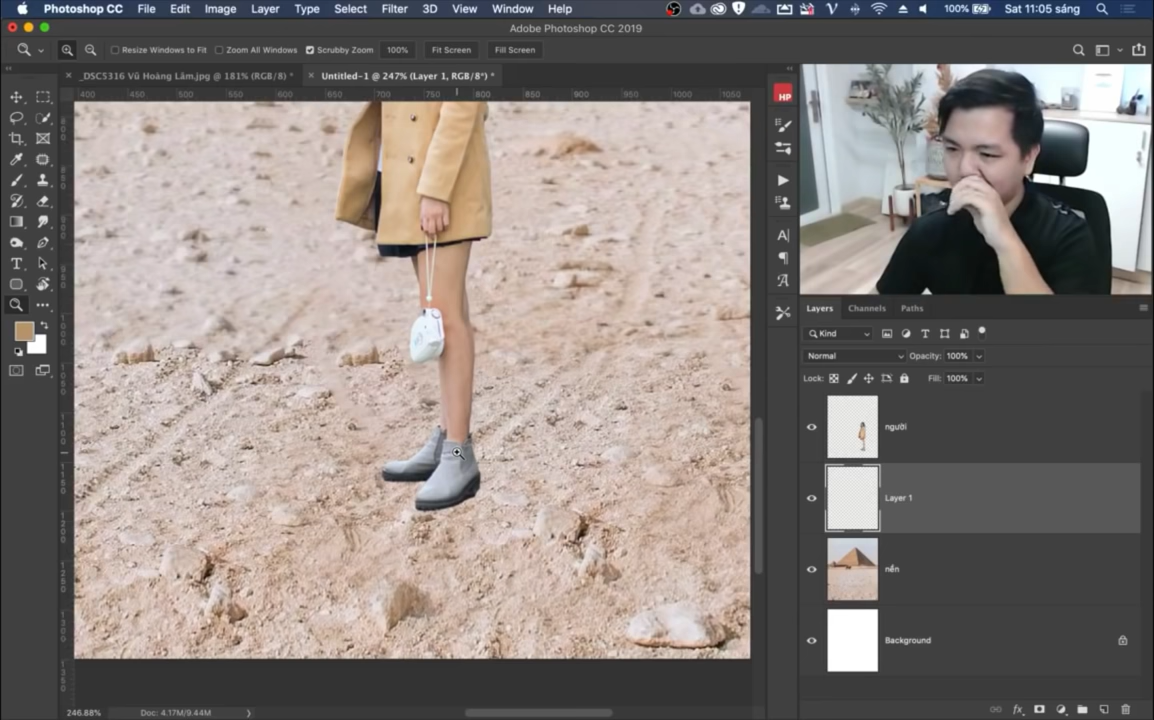 Photoshop CC File Edit Image Layer Type Select Filter 3D View Window Help 100% Sat 11:05 sáng
Adobe Photoshop CC 2019
Resize Windows to Fit Zoom All Windows Scrubby Zoom 100% Fit Screen Fill Screen
_DSC5316 Vũ Hoàng Lâm.jpg @ 181% (RGB/8) * Untitled-1 @ 247% (Layer 1, RGB/8*) *
400 450 500 550 600 650 700 750 800 850 900 950 1000 1050
HP
Layers Channels Paths
Kind
Normal Opacity: 100%
Lock: Fill: 100%
người
Layer 1
nền
Background
246.88% Doc: 4.17M/9.44M